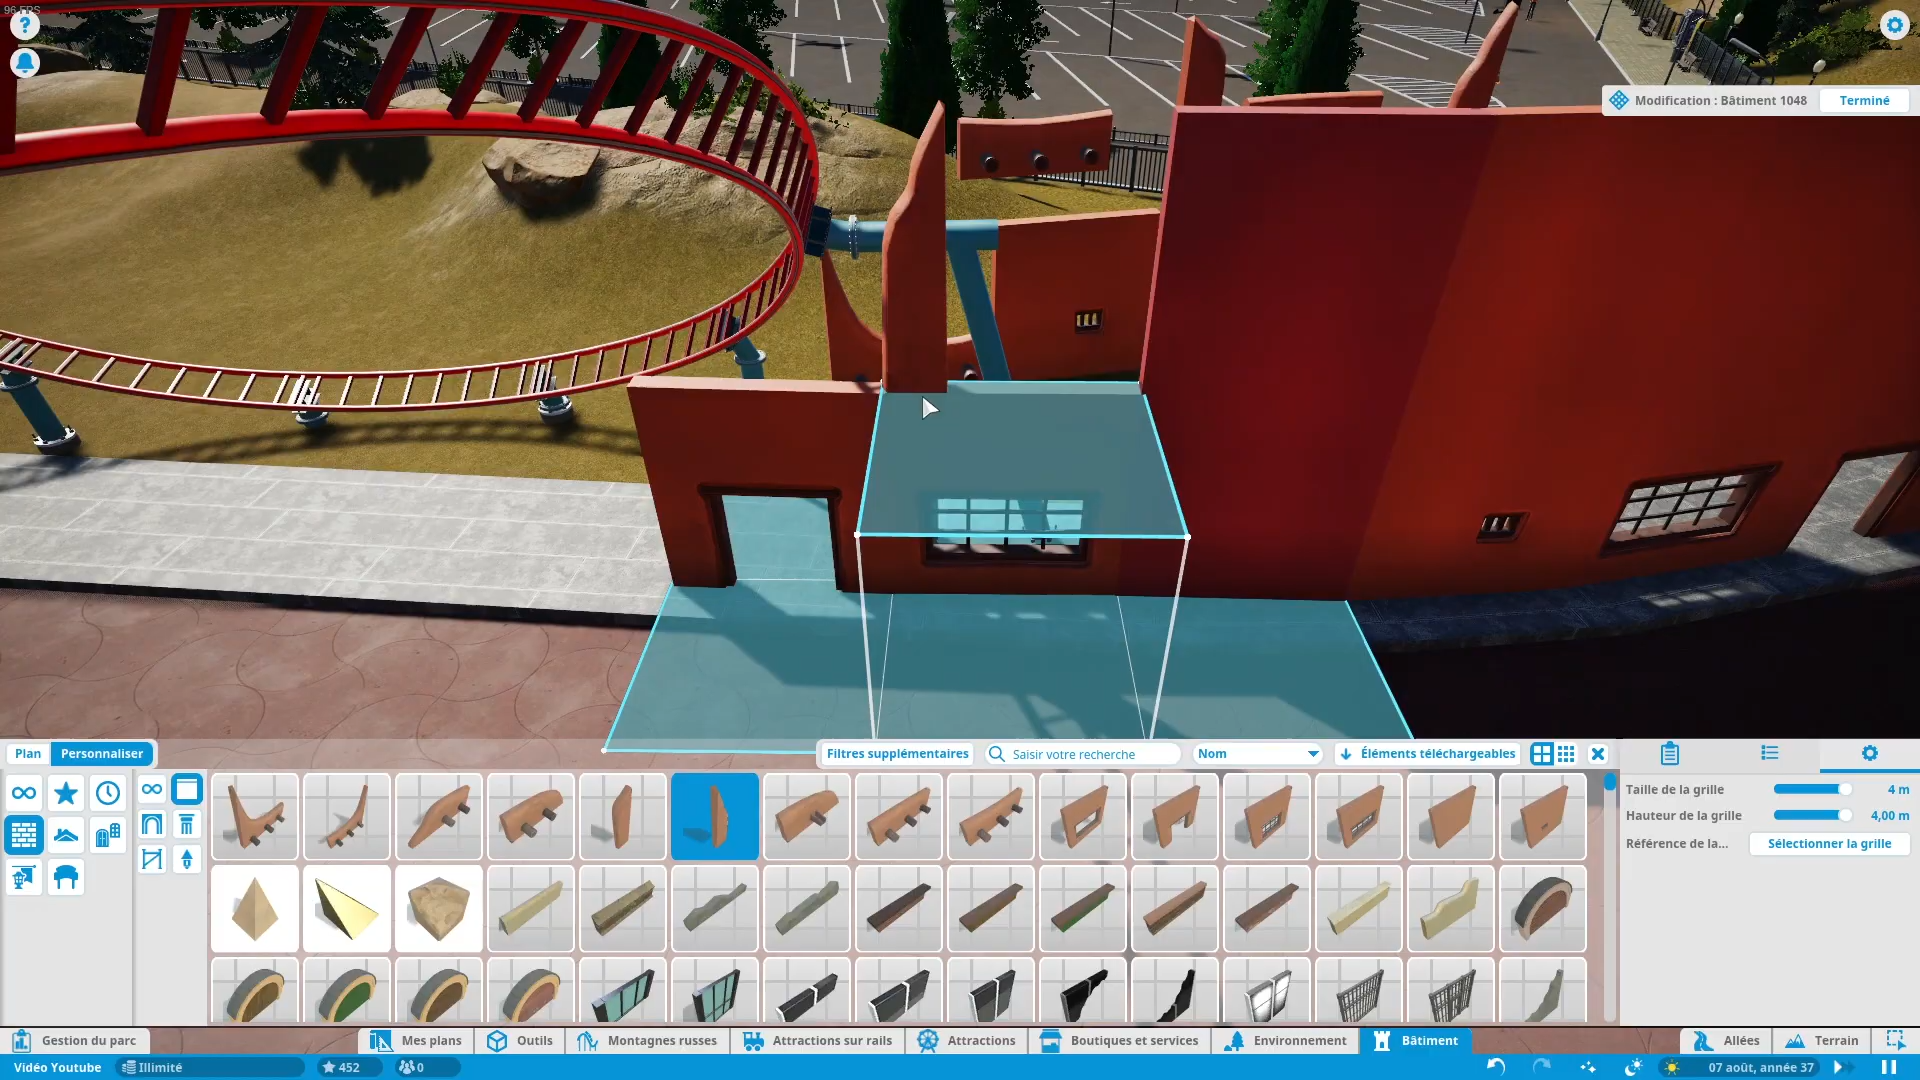 96 FPS
?
Modification : Bâtiment 1048
Terminé
Plan
Personnaliser
Filtres supplémentaires
Saisir votre recherche
Nom
Éléments téléchargeables
Taille de la grille
4 m
Hauteur de la grille
4,00 m
Référence de la...
Sélectionner la grille
Gestion du parc
Mes plans
Outils
Montagnes russes
Attractions sur rails
Attractions
Boutiques et services
Environnement
Bâtiment
Allées
Terrain
Vidéo Youtube
Illimité
452
0
07 août, année 37